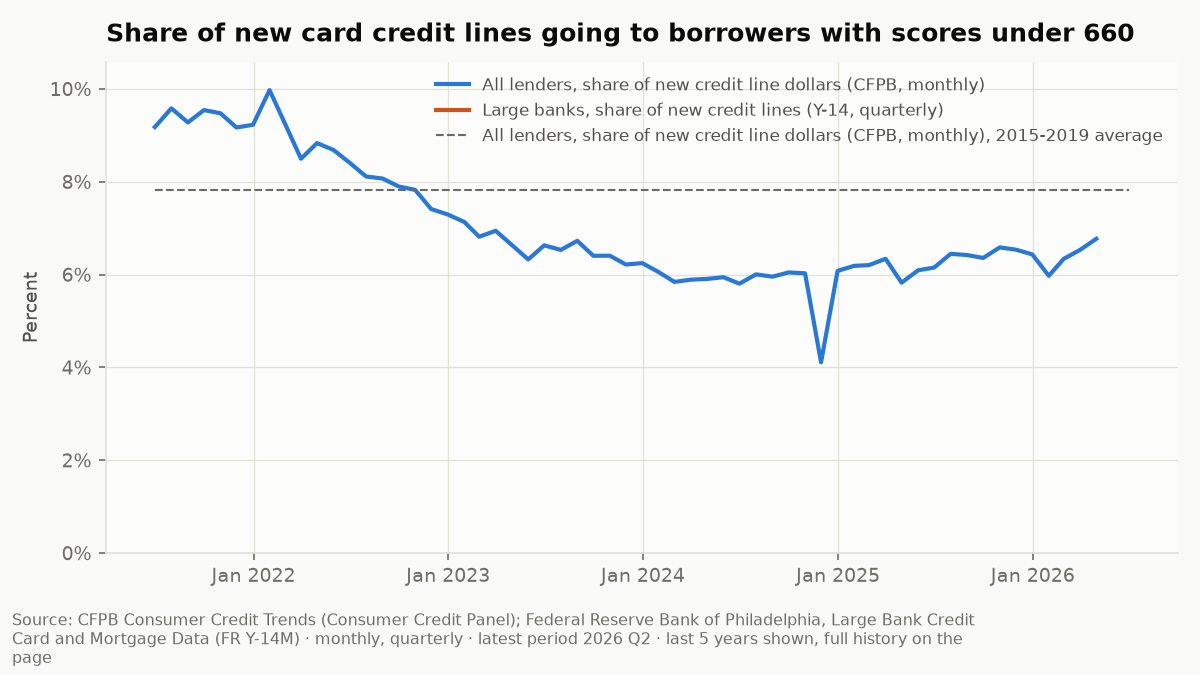 Share of new card credit lines going to borrowers with scores under 660
All lenders, share of new credit line dollars (CFPB, monthly)
Large banks, share of new credit lines (Y-14, quarterly)
All lenders, share of new credit line dollars (CFPB, monthly), 2015-2019 average
Percent
10%
8%
6%
4%
2%
0%
Jan 2022
Jan 2023
Jan 2024
Jan 2025
Jan 2026
Source: CFPB Consumer Credit Trends (Consumer Credit Panel); Federal Reserve Bank of Philadelphia, Large Bank Credit
Card and Mortgage Data (FR Y-14M) · monthly, quarterly · latest period 2026 Q2 · last 5 years shown, full history on the
page